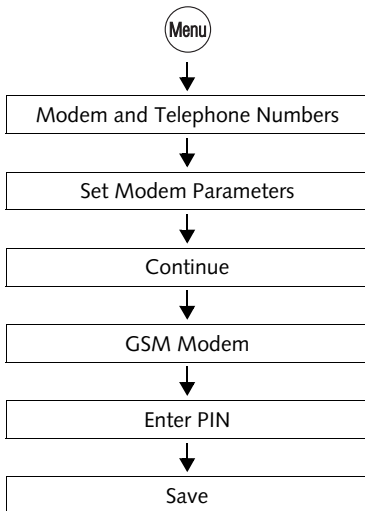 Menu
Modem and Telephone Numbers
Set Modem Parameters
Continue
GSM Modem
Enter PIN
Save